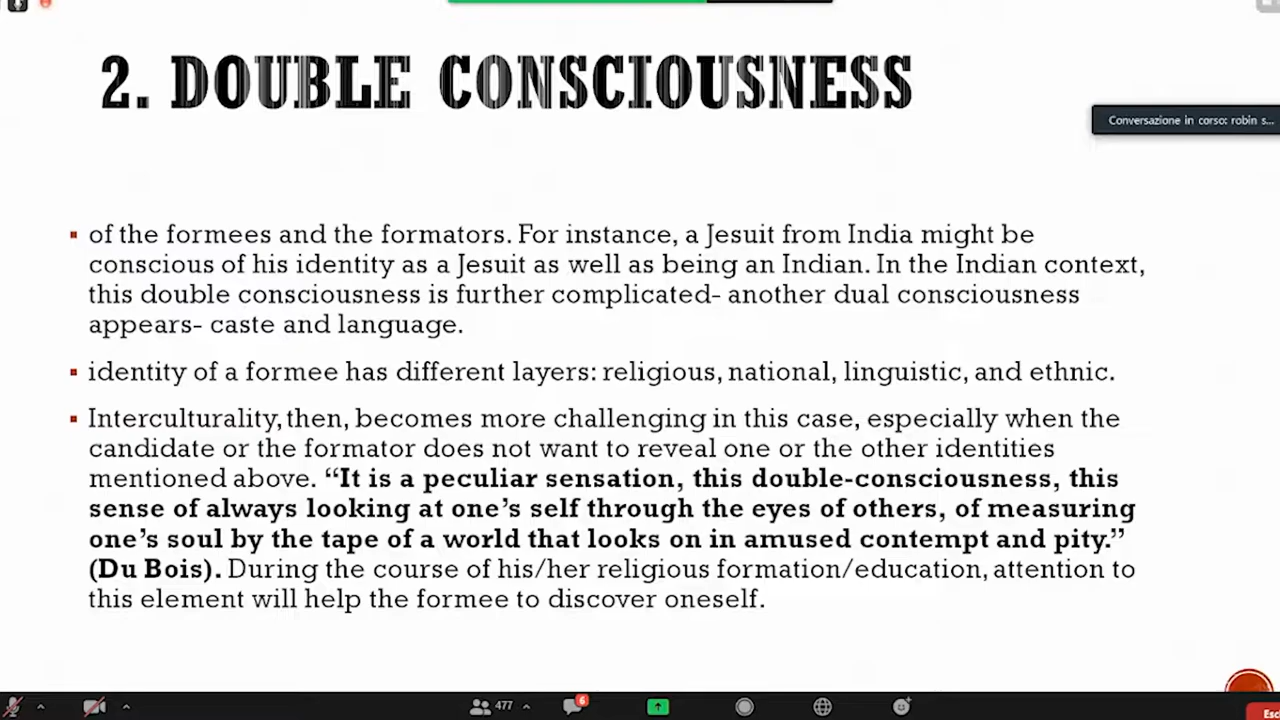 2. DOUBLE CONSCIOUSNESS
Conversazione in corso: robin s...
▪ of the formees and the formators. For instance, a Jesuit from India might be
conscious of his identity as a Jesuit as well as being an Indian. In the Indian context,
this double consciousness is further complicated- another dual consciousness
appears- caste and language.
▪ identity of a formee has different layers: religious, national, linguistic, and ethnic.
▪ Interculturality, then, becomes more challenging in this case, especially when the
candidate or the formator does not want to reveal one or the other identities
mentioned above. “It is a peculiar sensation, this double-consciousness, this
sense of always looking at one’s self through the eyes of others, of measuring
one’s soul by the tape of a world that looks on in amused contempt and pity.”
(Du Bois). During the course of his/her religious formation/education, attention to
this element will help the formee to discover oneself.
477
6
Esc